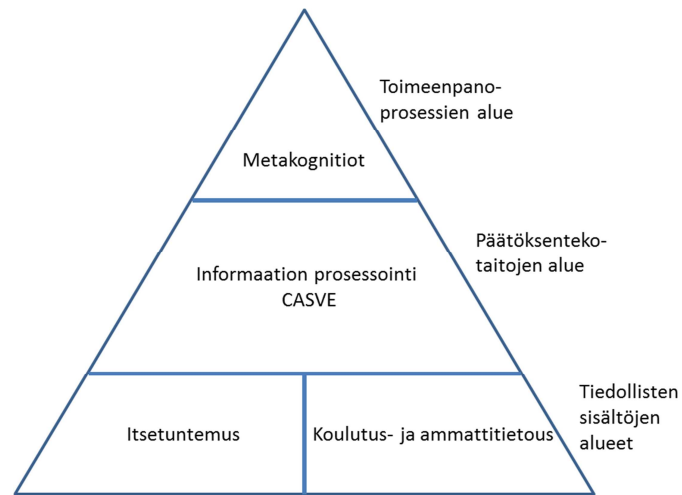 Toimeenpano-
prosessien alue
Metakognitiot
Päätöksenteko-
taitojen alue
Informaation prosessointi
CASVE
Tiedollisten
sisältöjen
alueet
Itsetuntemus
Koulutus- ja ammattitietous